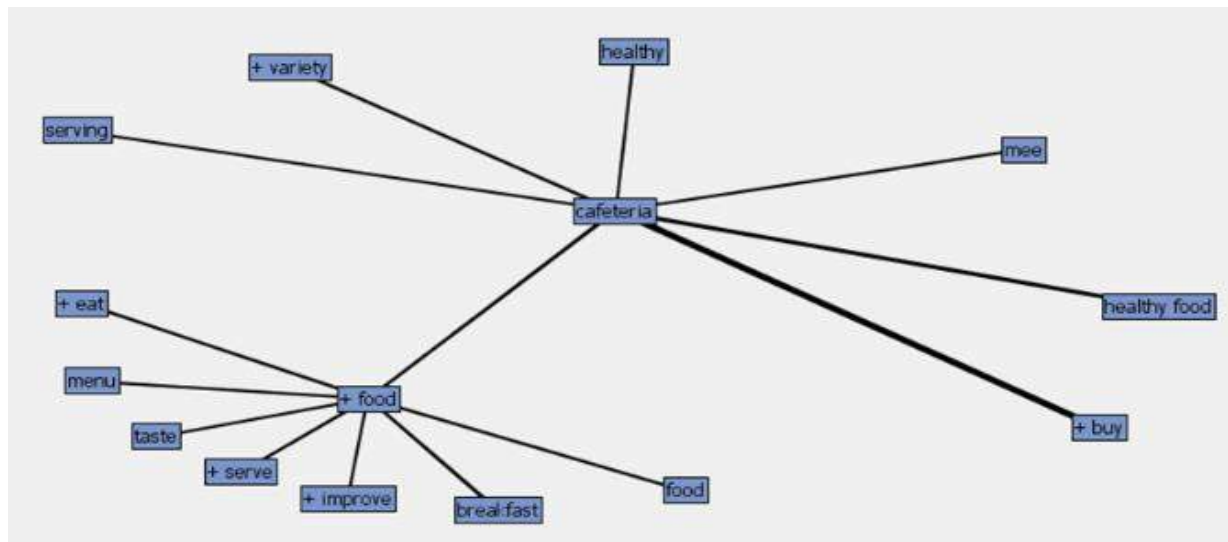 healthy
+ variety
serving
mee
cafeteria
+ eat
healthy food
menu
+ food
+ buy
taste
+ serve
food
+ improve
breakfast